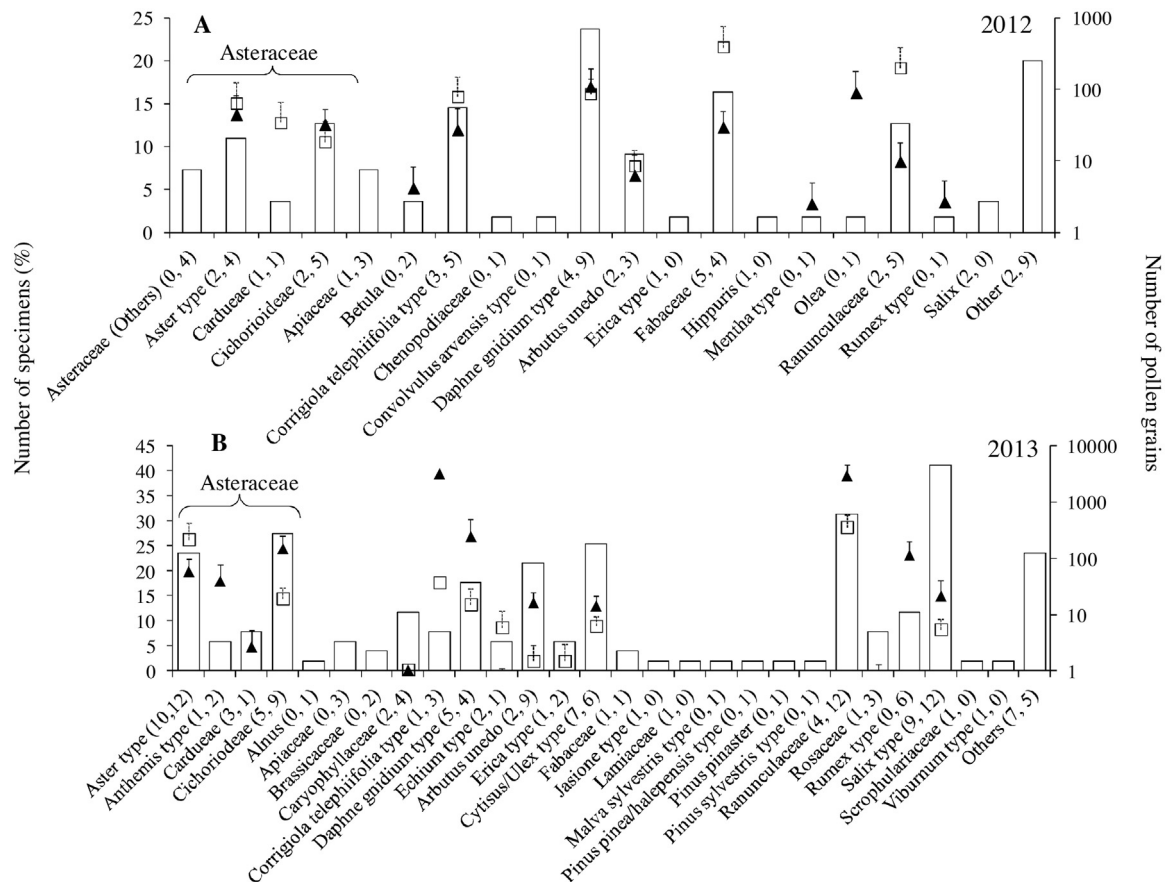 A
2012
Asteraceae
25
20
15
10
5
0
1000
100
10
1
Number of specimens (%)
Number of pollen grains
Asteraceae (Others) (0, 4)
Aster type (2, 4)
Cardueae (1, 1)
Cichorioideae (2, 5)
Apiaceae (1, 3)
Betula (0, 2)
Corrigiola telephiifolia type (3, 5)
Chenopodiaceae (0, 1)
Convolvulus arvensis type (0, 1)
Daphne gnidium type (4, 9)
Arbutus unedo (2, 3)
Erica type (1, 0)
Fabaceae (5, 4)
Hippuris (1, 0)
Mentha type (0, 1)
Olea (0, 1)
Ranunculaceae (2, 5)
Rumex type (0, 1)
Salix (2, 0)
Other (2, 9)
B
2013
Asteraceae
45
40
35
30
25
20
15
10
5
0
10000
1000
100
10
1
Aster type (10,12)
Anthemis type (1, 2)
Cardueae (3, 1)
Cichoriodeae (5, 9)
Alnus (0, 1)
Apiaceae (0, 3)
Brassicaceae (0, 2)
Caryophyllaceae (2, 4)
Corrigiola telephiifolia type (1, 3)
Daphne gnidium type (5, 4)
Echium type (2, 1)
Arbutus unedo (2, 9)
Erica type (1, 2)
Cytisus/Ulex type (7, 6)
Fabaceae (1, 1)
Jasione type (1, 0)
Lamiaceae (1, 0)
Malva sylvestris type (0, 1)
Pinus pinea/halepensis type (0, 1)
Pinus pinaster (0, 1)
Pinus sylvestris type (0, 1)
Ranunculaceae (4, 12)
Rosaceae (1, 3)
Rumex type (0, 6)
Salix type (9, 12)
Scrophulariaceae (1, 0)
Viburnum type (1, 0)
Others (7, 5)